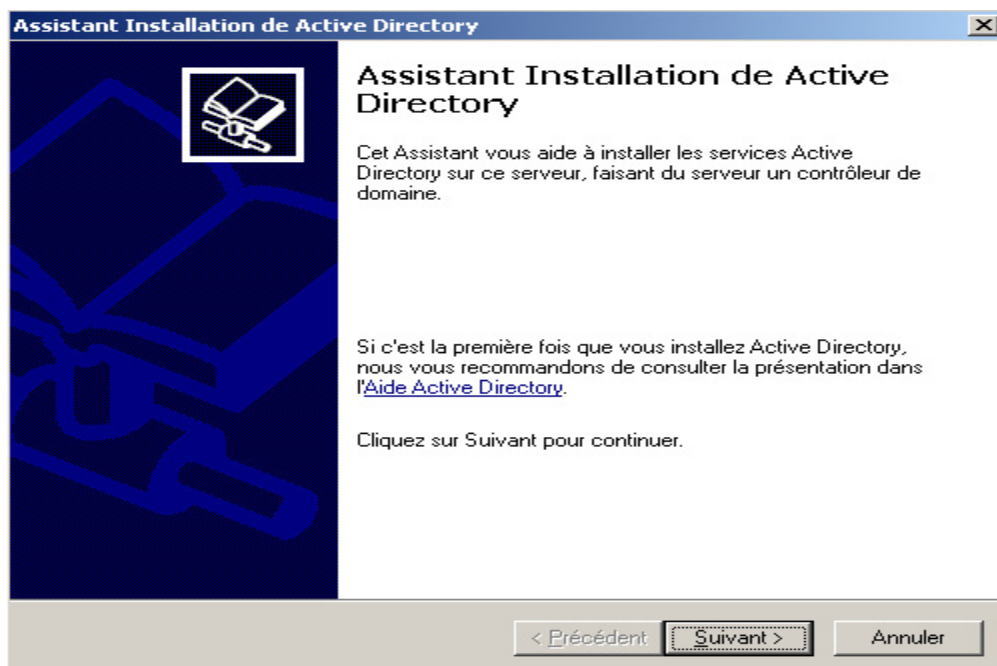 Assistant Installation de Active Directory
Assistant Installation de Active
Directory
Cet Assistant vous aide à installer les services Active
Directory sur ce serveur, faisant du serveur un contrôleur de
domaine.
Si c'est la première fois que vous installez Active Directory,
nous vous recommandons de consulter la présentation dans
l'Aide Active Directory.
Cliquez sur Suivant pour continuer.
< Précédent Suivant > Annuler